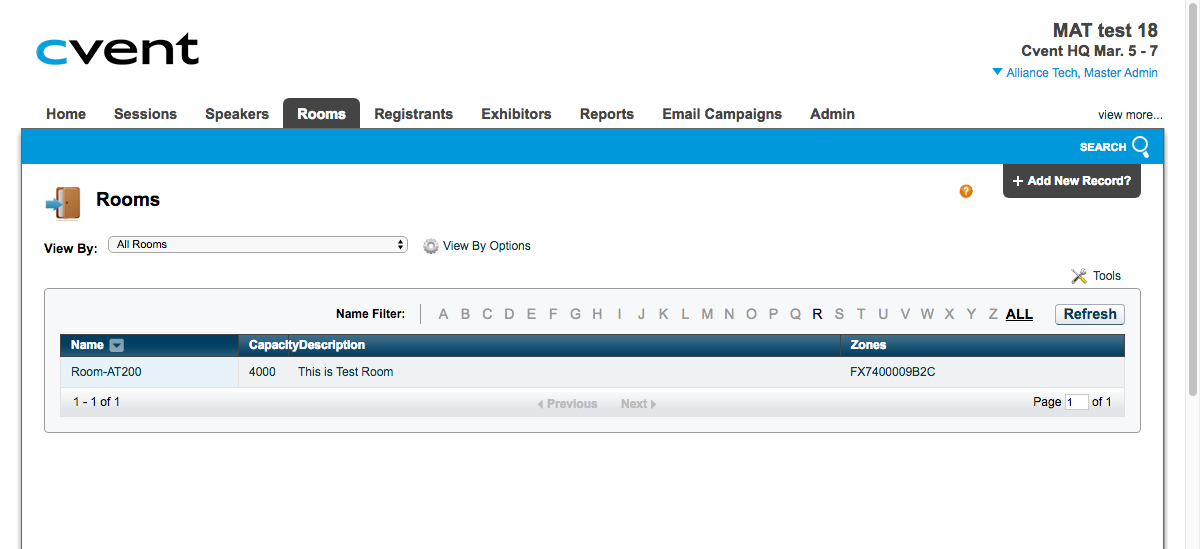 cvent
MAT test 18
Cvent HQ Mar. 5 - 7
Alliance Tech, Master Admin
Home Sessions Speakers Rooms Registrants Exhibitors Reports Email Campaigns Admin view more...
SEARCH
+ Add New Record?
Rooms ?
View By: All Rooms View By Options
Tools
Name Filter: A B C D E F G H I J K L M N O P Q R S T U V W X Y Z ALL Refresh
Name Capacity Description Zones
Room-AT200 4000 This is Test Room FX7400009B2C
1 - 1 of 1 Previous Next Page 1 of 1